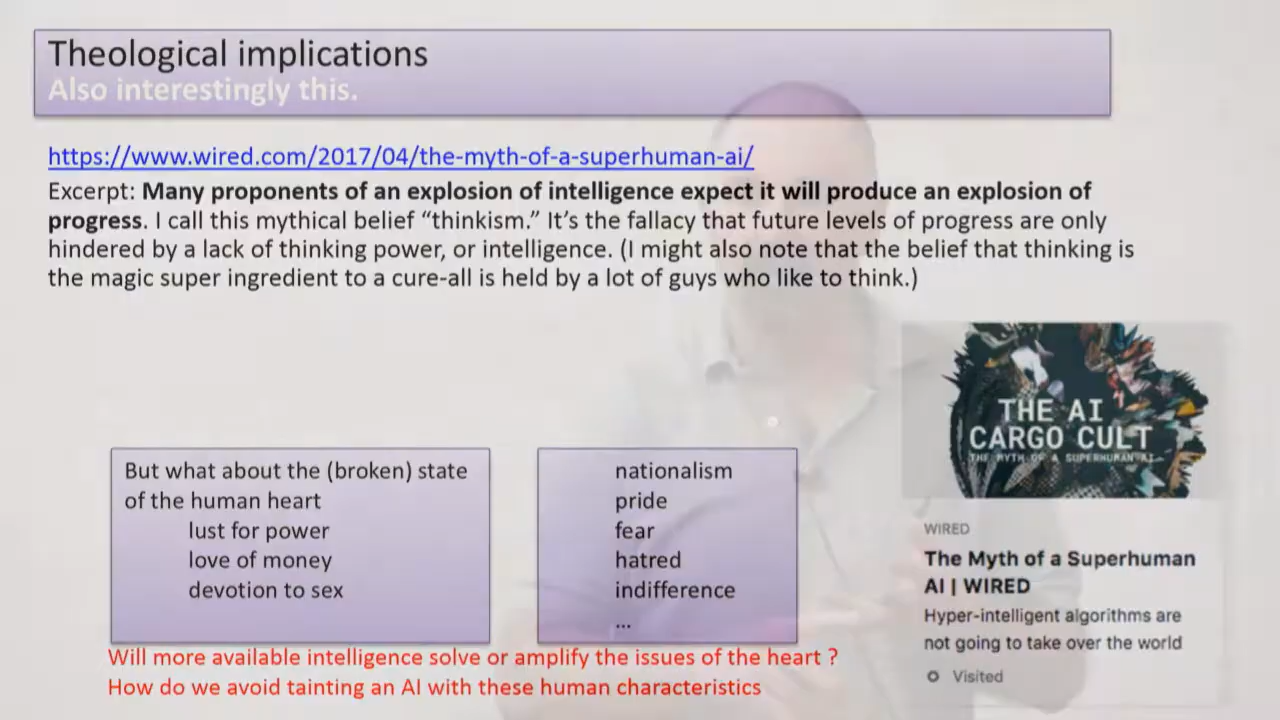 Theological implications
Also interestingly this.
https://www.wired.com/2017/04/the-myth-of-a-superhuman-ai/
Excerpt: Many proponents of an explosion of intelligence expect it will produce an explosion of
progress. I call this mythical belief “thinkism.” It’s the fallacy that future levels of progress are only
hindered by a lack of thinking power, or intelligence. (I might also note that the belief that thinking is
the magic super ingredient to a cure-all is held by a lot of guys who like to think.)
But what about the (broken) state
of the human heart
lust for power
love of money
devotion to sex
nationalism
pride
fear
hatred
indifference
...
Will more available intelligence solve or amplify the issues of the heart ?
How do we avoid tainting an AI with these human characteristics
THE AI
CARGO CULT
THE MYTH OF A SUPERHUMAN AI
WIRED
The Myth of a Superhuman
AI | WIRED
Hyper-intelligent algorithms are
not going to take over the world
Visited